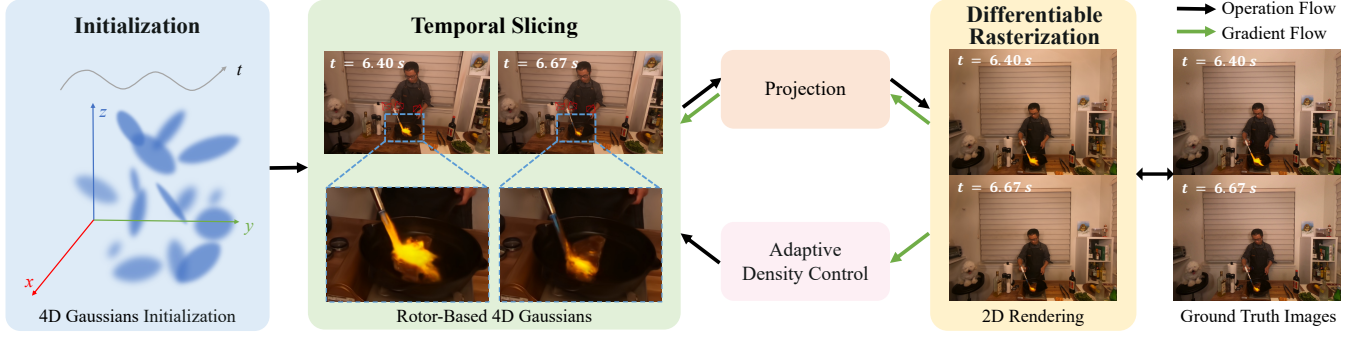 Initialization
t
z
y
x
4D Gaussians Initialization
Temporal Slicing
t = 6.40 s
t = 6.67 s
Rotor-Based 4D Gaussians
Projection
Adaptive
Density Control
Differentiable
Rasterization
t = 6.40 s
t = 6.67 s
2D Rendering
Operation Flow
Gradient Flow
t = 6.40 s
t = 6.67 s
Ground Truth Images